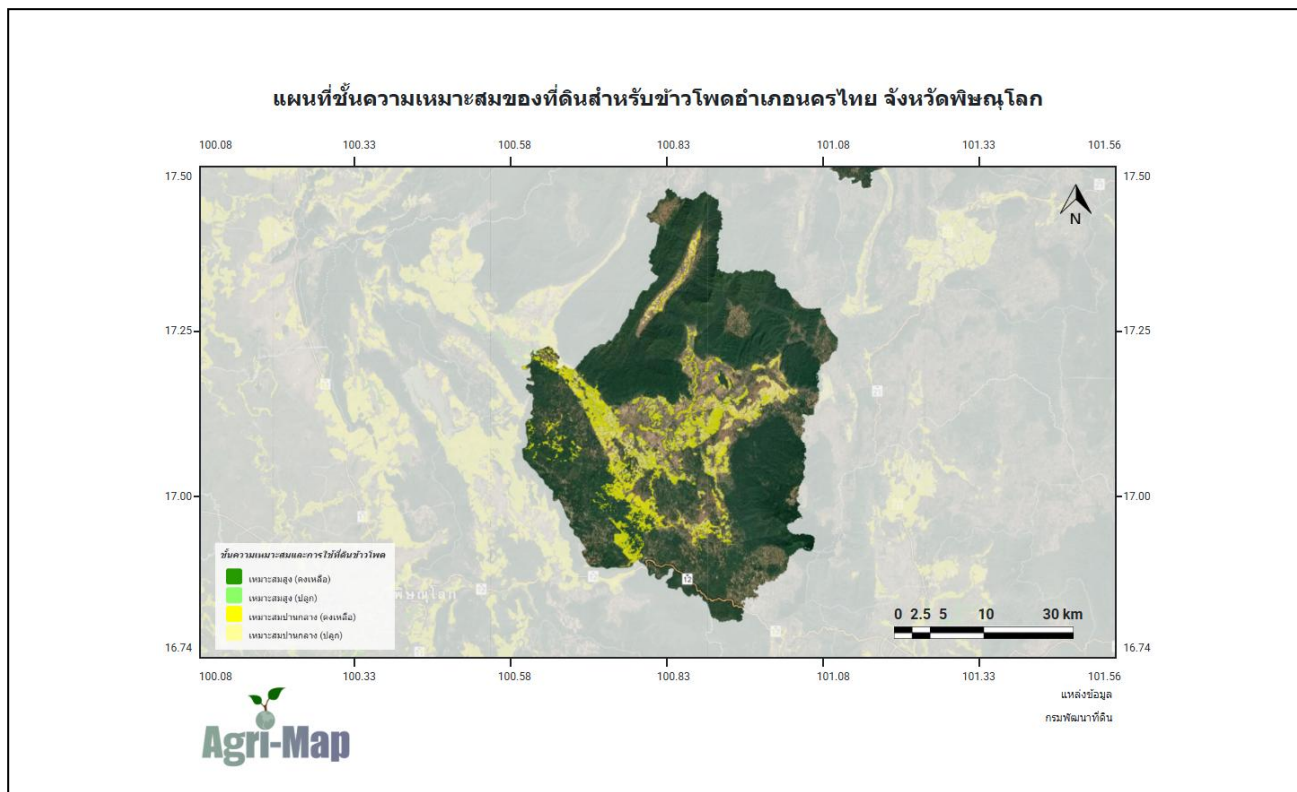 แผนที่ชั้นความเหมาะสมของที่ดินสำหรับข้าวโพดอำเภอนครไทย จังหวัดพิษณุโลก
100.08 100.33 100.58 100.83 101.08 101.33 101.56
17.50 17.50
N
17.25 17.25
17.00 17.00
ชั้นความเหมาะสมและการใช้ที่ดินข้าวโพด
เหมาะสมสูง (คงเหลือ)
เหมาะสมสูง (ปลูก)
เหมาะสมปานกลาง (คงเหลือ)
เหมาะสมปานกลาง (ปลูก)
พิษณุโลก
12
0 2.5 5 10 30 km
16.74 16.74
100.08 100.33 100.58 100.83 101.08 101.33 101.56
แหล่งข้อมูล
กรมพัฒนาที่ดิน
Agri-Map